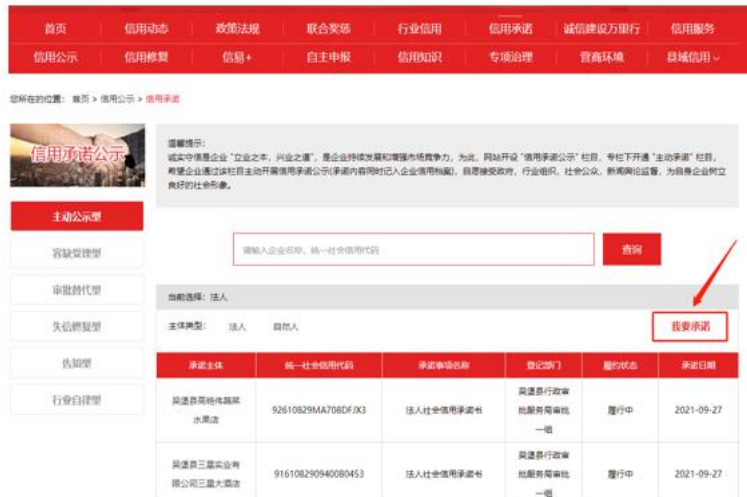 首页 信用动态 政策法规 联合奖惩 行业信用 信用承诺 诚信建设万里行 信用服务
信用公示 信用修复 信易+ 自主申报 信用知识 专项治理 营商环境 县域信用
您所在的位置： 首页 > 信用公示 > 信用承诺
信用承诺公示
温馨提示：
诚实守信是企业“立业之本，兴业之道”，是企业持续发展和增强市场竞争力，为此，网站开设“信用承诺公示”栏目，专栏下开通“主动承诺”栏目，
希望企业通过该栏目主动开展信用承诺公示(承诺内容同时记入企业信用档案)，自愿接受政府，行业组织，社会公众，新闻舆论监督，为自身企业树立
良好的社会形象。
主动公示型
容缺受理型
审批替代型
失信修复型
告知型
行业自律型
请输入企业名称、统一社会信用代码
查询
当前选择：法人
主体类型： 法人 自然人
我要承诺
承诺主体 统一社会信用代码 承诺事项名称 登记部门 履约状态 承诺日期
吴堡县苑皓伟蔬菜
水果店
92610829MA708DFJX3
法人社会信用承诺书
吴堡县行政审
批服务局审批
一组
履行中
2021-09-27
吴堡县三皇实业有
限公司三皇大酒店
916108290940080453
法人社会信用承诺书
吴堡县行政审
批服务局审批
一组
履行中
2021-09-27